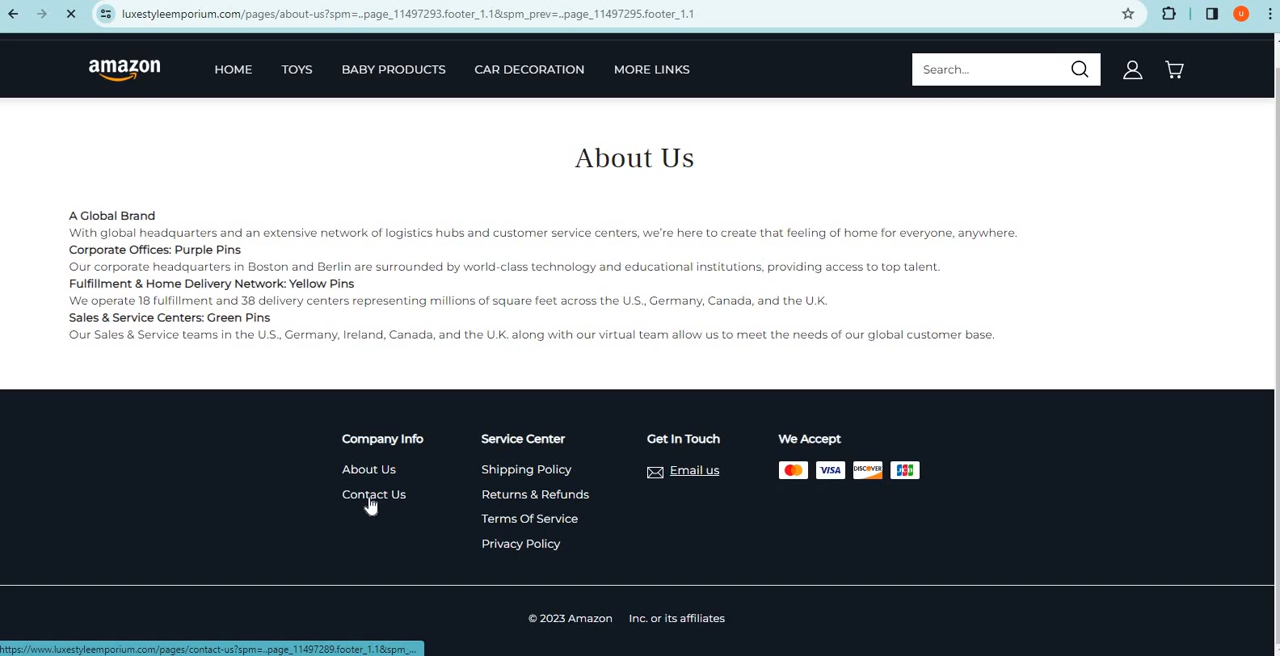 luxestyleemporium.com/pages/about-us?spm=..page_11497293.footer_1.1&spm_prev=..page_11497295.footer_1.1
u
amazon HOME TOYS BABY PRODUCTS CAR DECORATION MORE LINKS Search...
About Us
A Global Brand
With global headquarters and an extensive network of logistics hubs and customer service centers, we’re here to create that feeling of home for everyone, anywhere.
Corporate Offices: Purple Pins
Our corporate headquarters in Boston and Berlin are surrounded by world-class technology and educational institutions, providing access to top talent.
Fulfillment & Home Delivery Network: Yellow Pins
We operate 18 fulfillment and 38 delivery centers representing millions of square feet across the U.S., Germany, Canada, and the U.K.
Sales & Service Centers: Green Pins
Our Sales & Service teams in the U.S., Germany, Ireland, Canada, and the U.K. along with our virtual team allow us to meet the needs of our global customer base.
Company Info
About Us
Contact Us
Service Center
Shipping Policy
Returns & Refunds
Terms Of Service
Privacy Policy
Get In Touch
Email us
We Accept
VISA DISCOVER JCB
© 2023 Amazon Inc. or its affiliates
https://www.luxestyleemporium.com/pages/contact-us?spm=..page_11497289.footer_1.1&spm_...